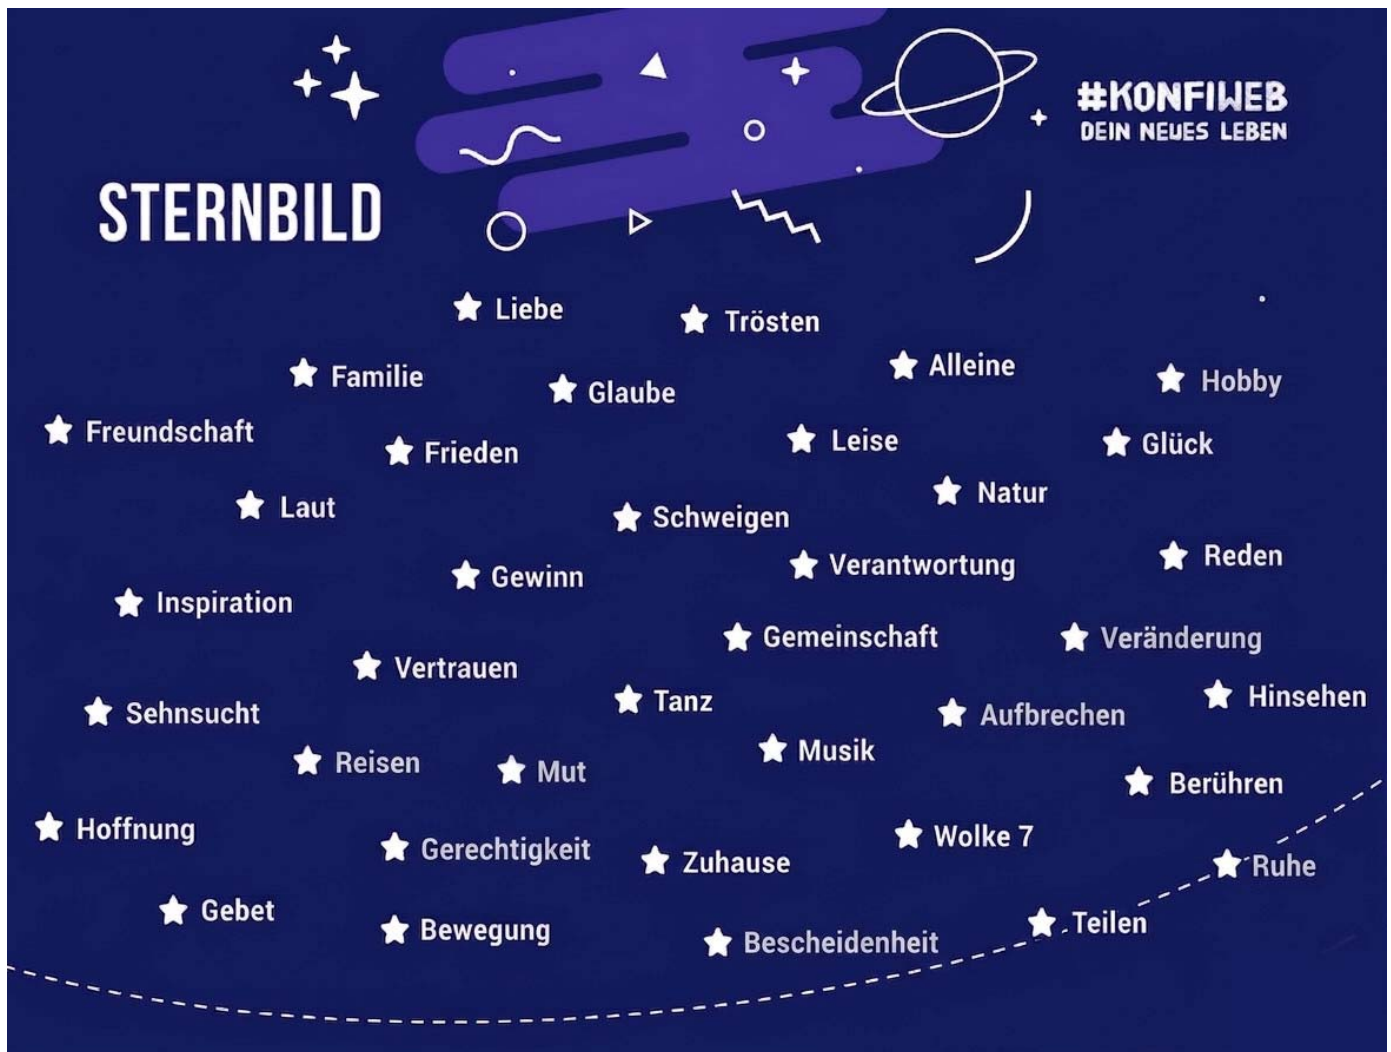 #KONFIWEB
DEIN NEUES LEBEN
STERNBILD
Liebe
Trösten
Familie
Glaube
Alleine
Hobby
Freundschaft
Frieden
Leise
Glück
Laut
Schweigen
Natur
Gewinn
Verantwortung
Reden
Inspiration
Gemeinschaft
Veränderung
Vertrauen
Tanz
Hinsehen
Sehnsucht
Aufbrechen
Reisen
Mut
Musik
Berühren
Hoffnung
Gerechtigkeit
Zuhause
Wolke 7
Ruhe
Gebet
Bewegung
Bescheidenheit
Teilen